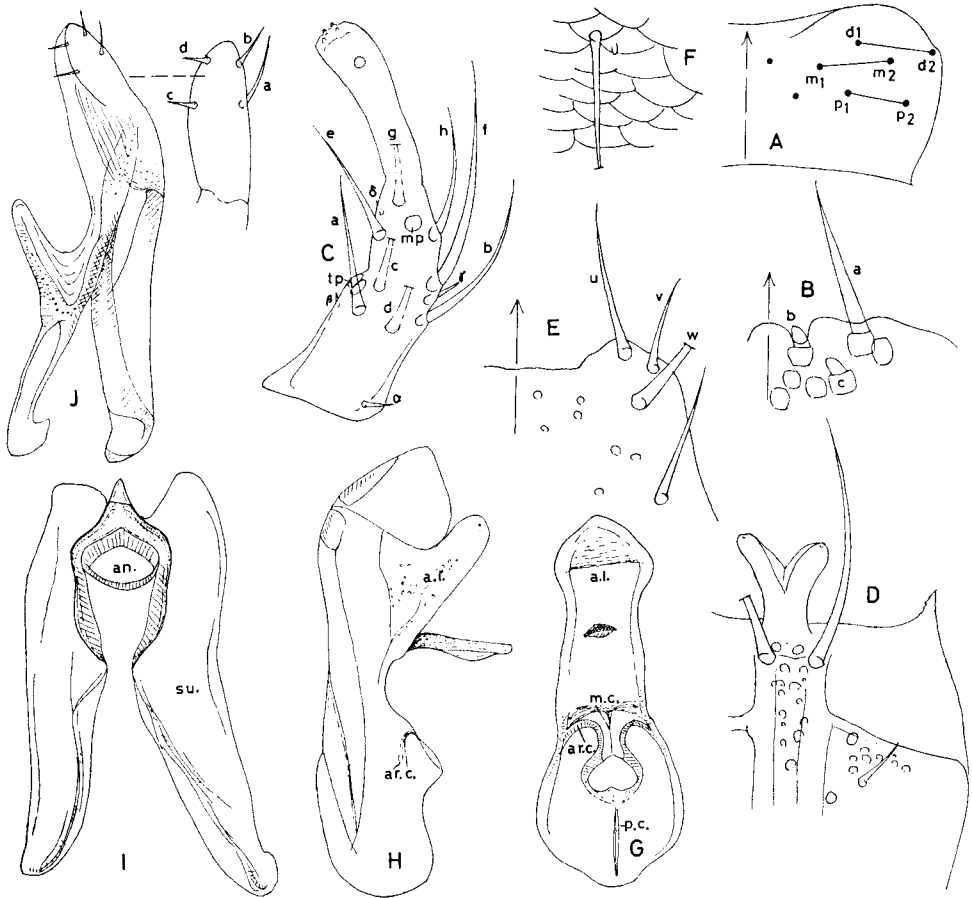 d
b
a
c
J
e
g
h
f
δ
a
C
mp
b
c
tp
γ
β
d
α
F
d1
m1
m2
d2
p1
p2
A
a
B
b
c
u
v
E
w
an.
su.
I
a.l.
ar.c.
H
a.l.
m.c.
ar.c.
p.c.
G
D